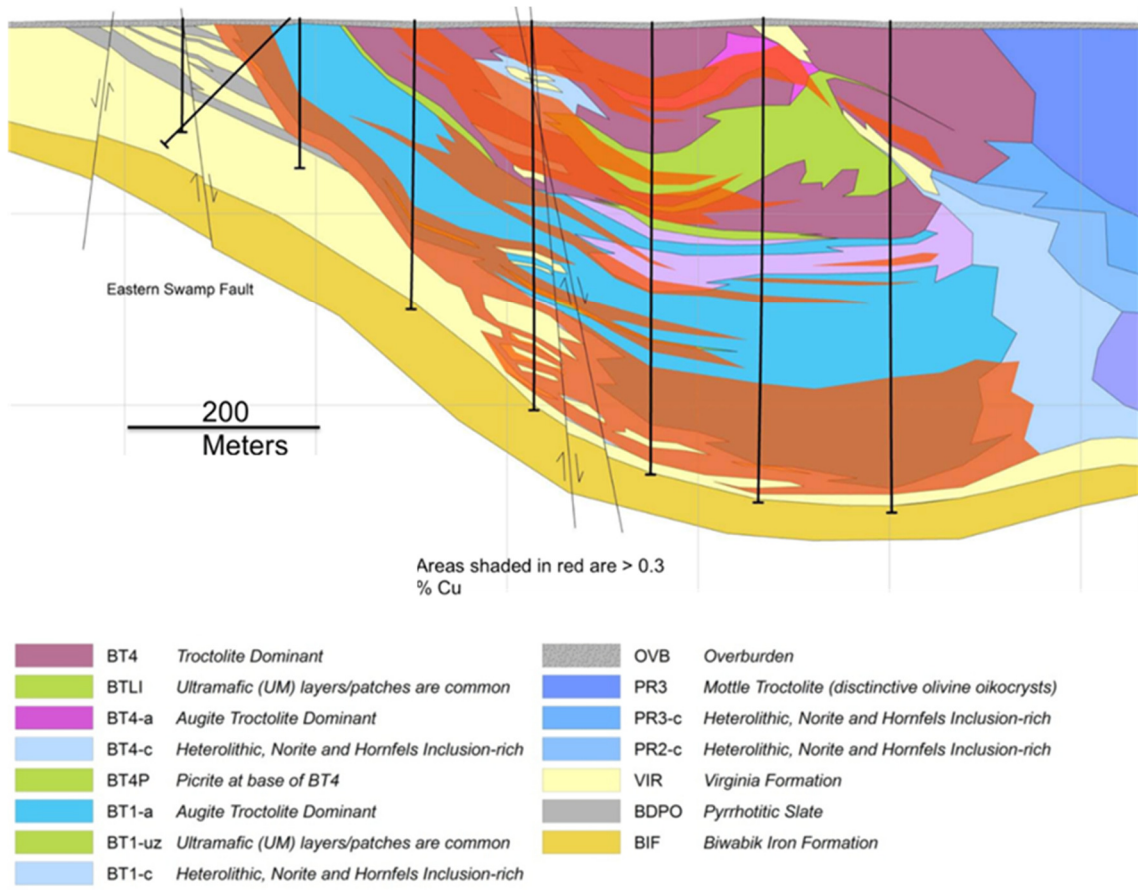 Eastern Swamp Fault
200
Meters
Areas shaded in red are > 0.3
% Cu
BT4 Troctolite Dominant
BTLI Ultramafic (UM) layers/patches are common
BT4-a Augite Troctolite Dominant
BT4-c Heterolithic, Norite and Hornfels Inclusion-rich
BT4P Picrite at base of BT4
BT1-a Augite Troctolite Dominant
BT1-uz Ultramafic (UM) layers/patches are common
BT1-c Heterolithic, Norite and Hornfels Inclusion-rich
OVB Overburden
PR3 Mottle Troctolite (disctinctive olivine oikocrysts)
PR3-c Heterolithic, Norite and Hornfels Inclusion-rich
PR2-c Heterolithic, Norite and Hornfels Inclusion-rich
VIR Virginia Formation
BDPO Pyrrhotitic Slate
BIF Biwabik Iron Formation